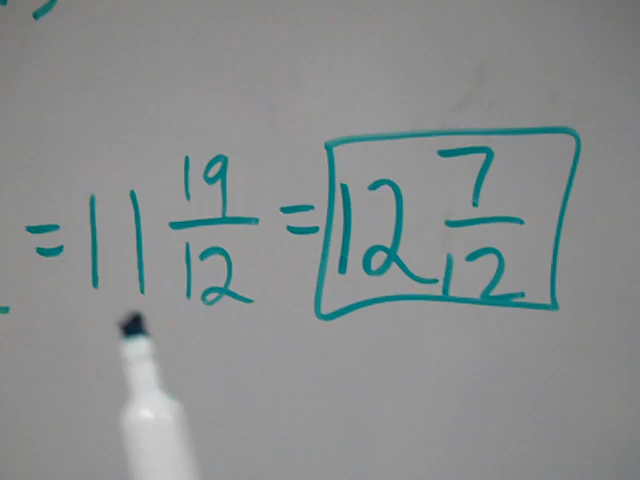 = 11 19/12 = 12 7/12